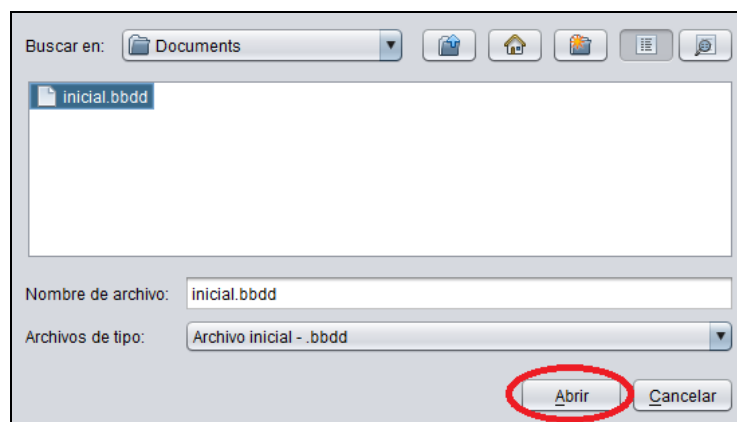 Buscar en: Documents
inicial.bbdd
Nombre de archivo: inicial.bbdd
Archivos de tipo: Archivo inicial - .bbdd
Abrir Cancelar